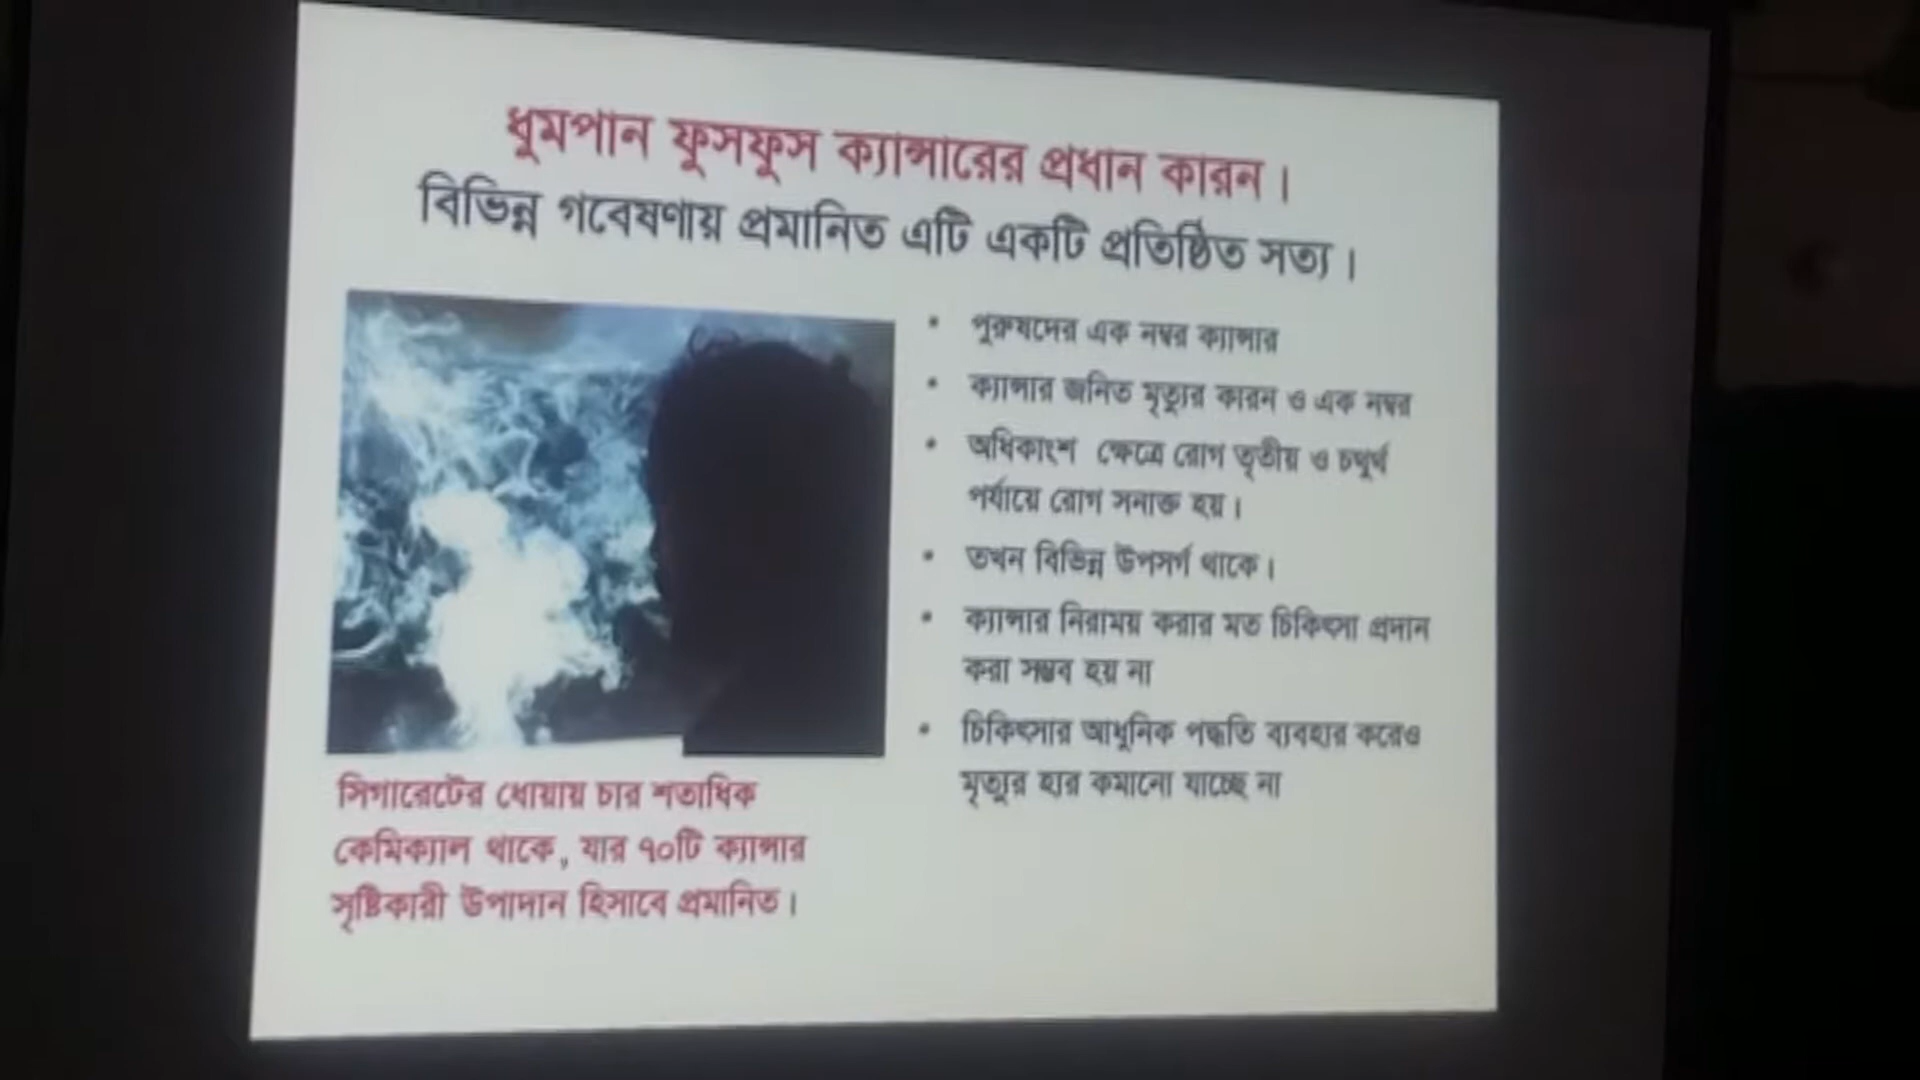 ধুমপান ফুসফুস ক্যান্সারের প্রধান কারন।
বিভিন্ন গবেষণায় প্রমানিত এটি একটি প্রতিষ্ঠিত সত্য।
• পুরুষদের এক নম্বর ক্যান্সার
• ক্যান্সার জনিত মৃত্যুর কারন ও এক নম্বর
• অধিকাংশ ক্ষেত্রে রোগ তৃতীয় ও চথুর্থ
পর্যায়ে রোগ সনাক্ত হয়।
• তখন বিভিন্ন উপসর্গ থাকে।
• ক্যান্সার নিরাময় করার মত চিকিৎসা প্রদান
করা সম্ভব হয় না
• চিকিৎসার আধুনিক পদ্ধতি ব্যবহার করেও
মৃত্যুর হার কমানো যাচ্ছে না
সিগারেটের ধোয়ায় চার শতাধিক
কেমিক্যাল থাকে, যার ৭০টি ক্যান্সার
সৃষ্টিকারী উপাদান হিসাবে প্রমানিত।